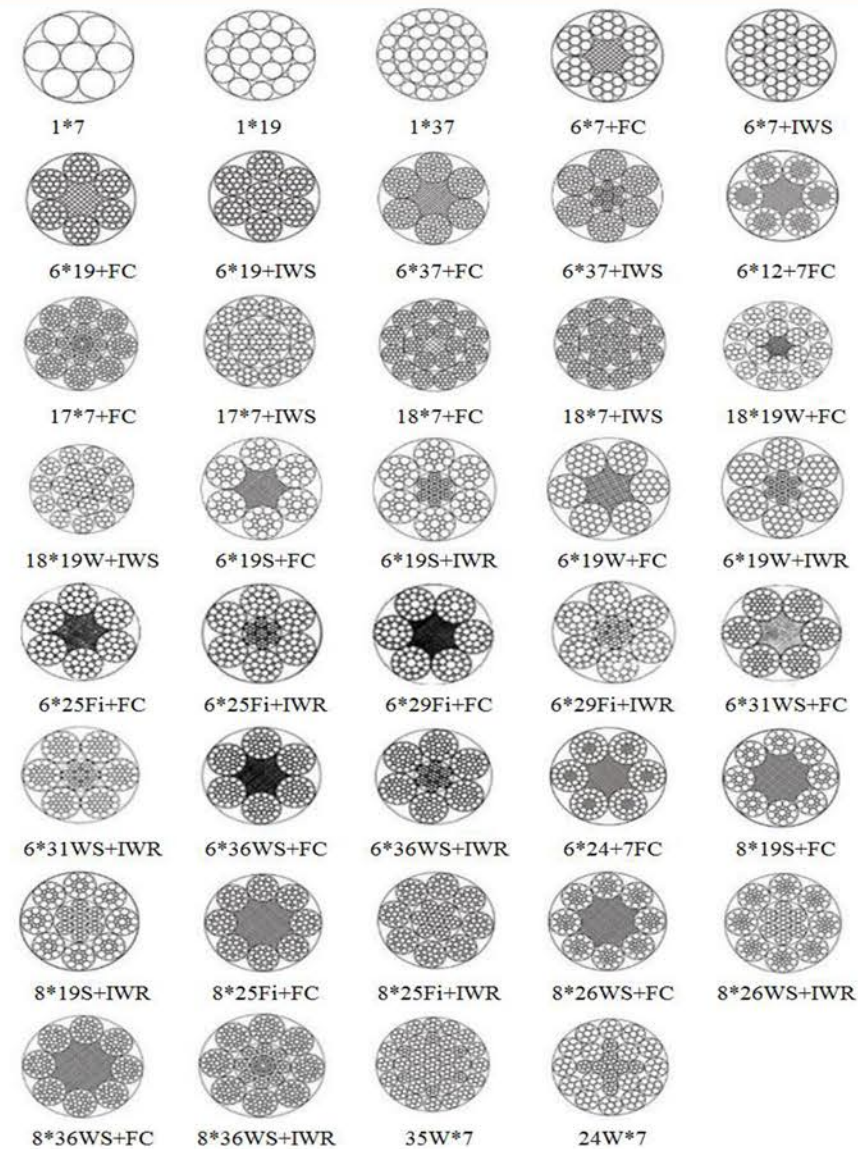 1*7 1*19 1*37 6*7+FC 6*7+IWS
6*19+FC 6*19+IWS 6*37+FC 6*37+IWS 6*12+7FC
17*7+FC 17*7+IWS 18*7+FC 18*7+IWS 18*19W+FC
18*19W+IWS 6*19S+FC 6*19S+IWR 6*19W+FC 6*19W+IWR
6*25Fi+FC 6*25Fi+IWR 6*29Fi+FC 6*29Fi+IWR 6*31WS+FC
6*31WS+IWR 6*36WS+FC 6*36WS+IWR 6*24+7FC 8*19S+FC
8*19S+IWR 8*25Fi+FC 8*25Fi+IWR 8*26WS+FC 8*26WS+IWR
8*36WS+FC 8*36WS+IWR 35W*7 24W*7